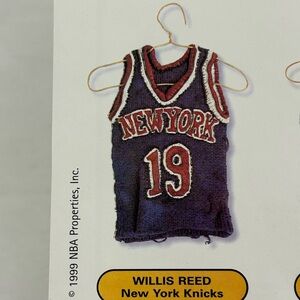 NEW YORK
19
© 1999 NBA Properties, Inc.
WILLIS REED
New York Knicks